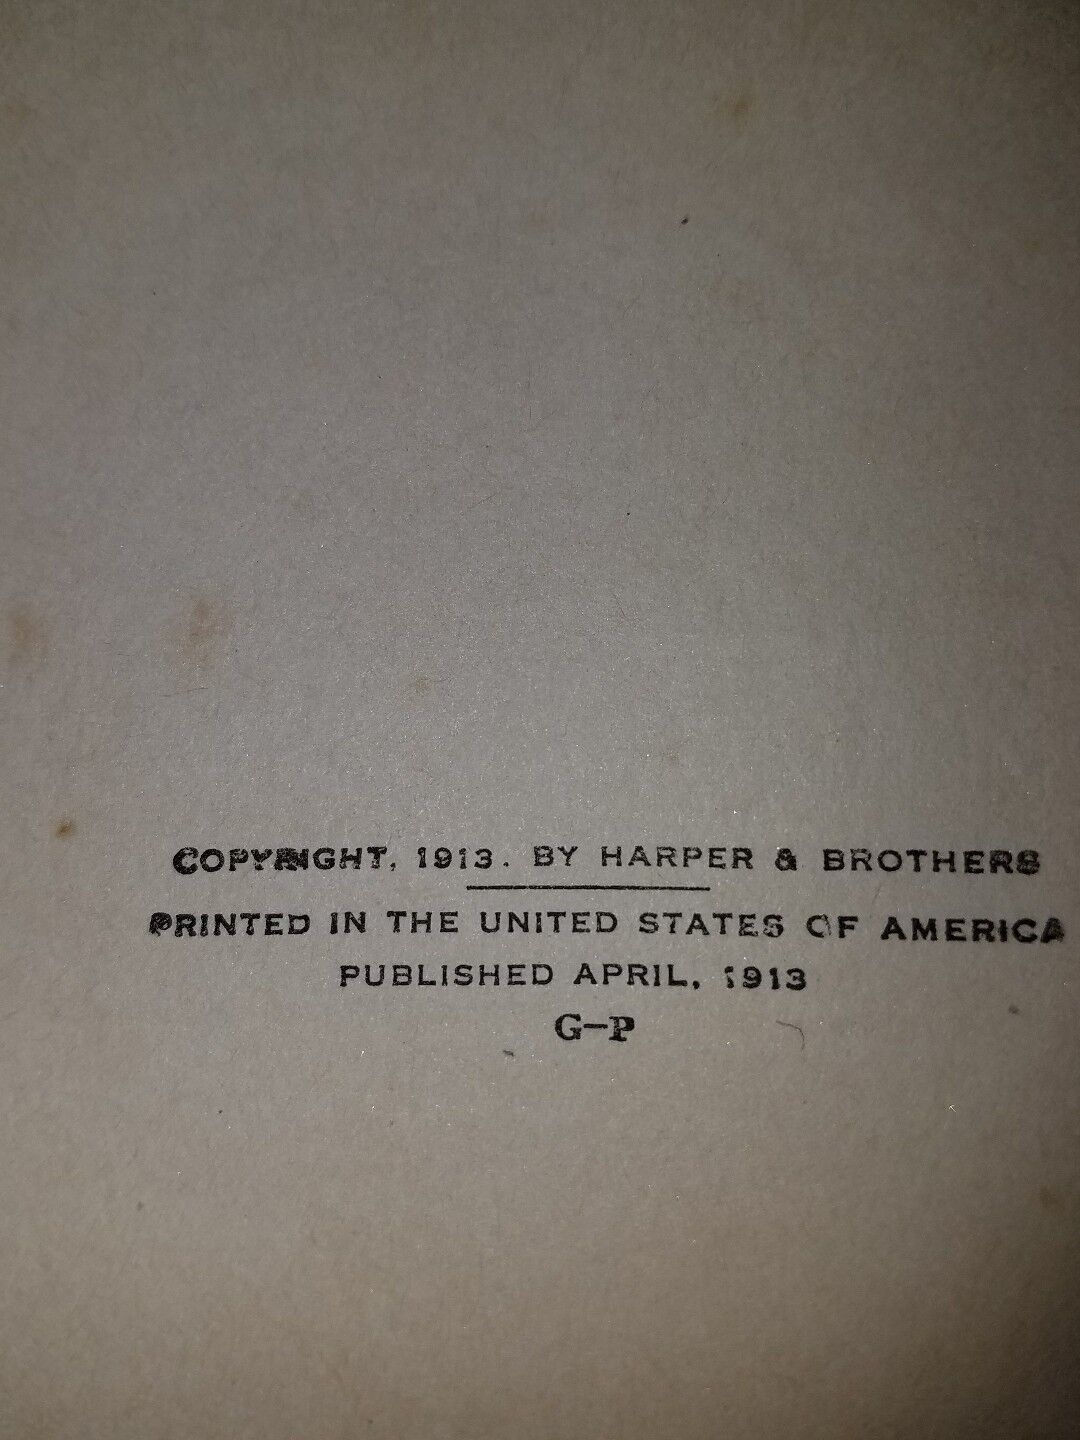 COPYRIGHT, 1913. BY HARPER & BROTHERS
PRINTED IN THE UNITED STATES OF AMERICA
PUBLISHED APRIL, 1913
G–P